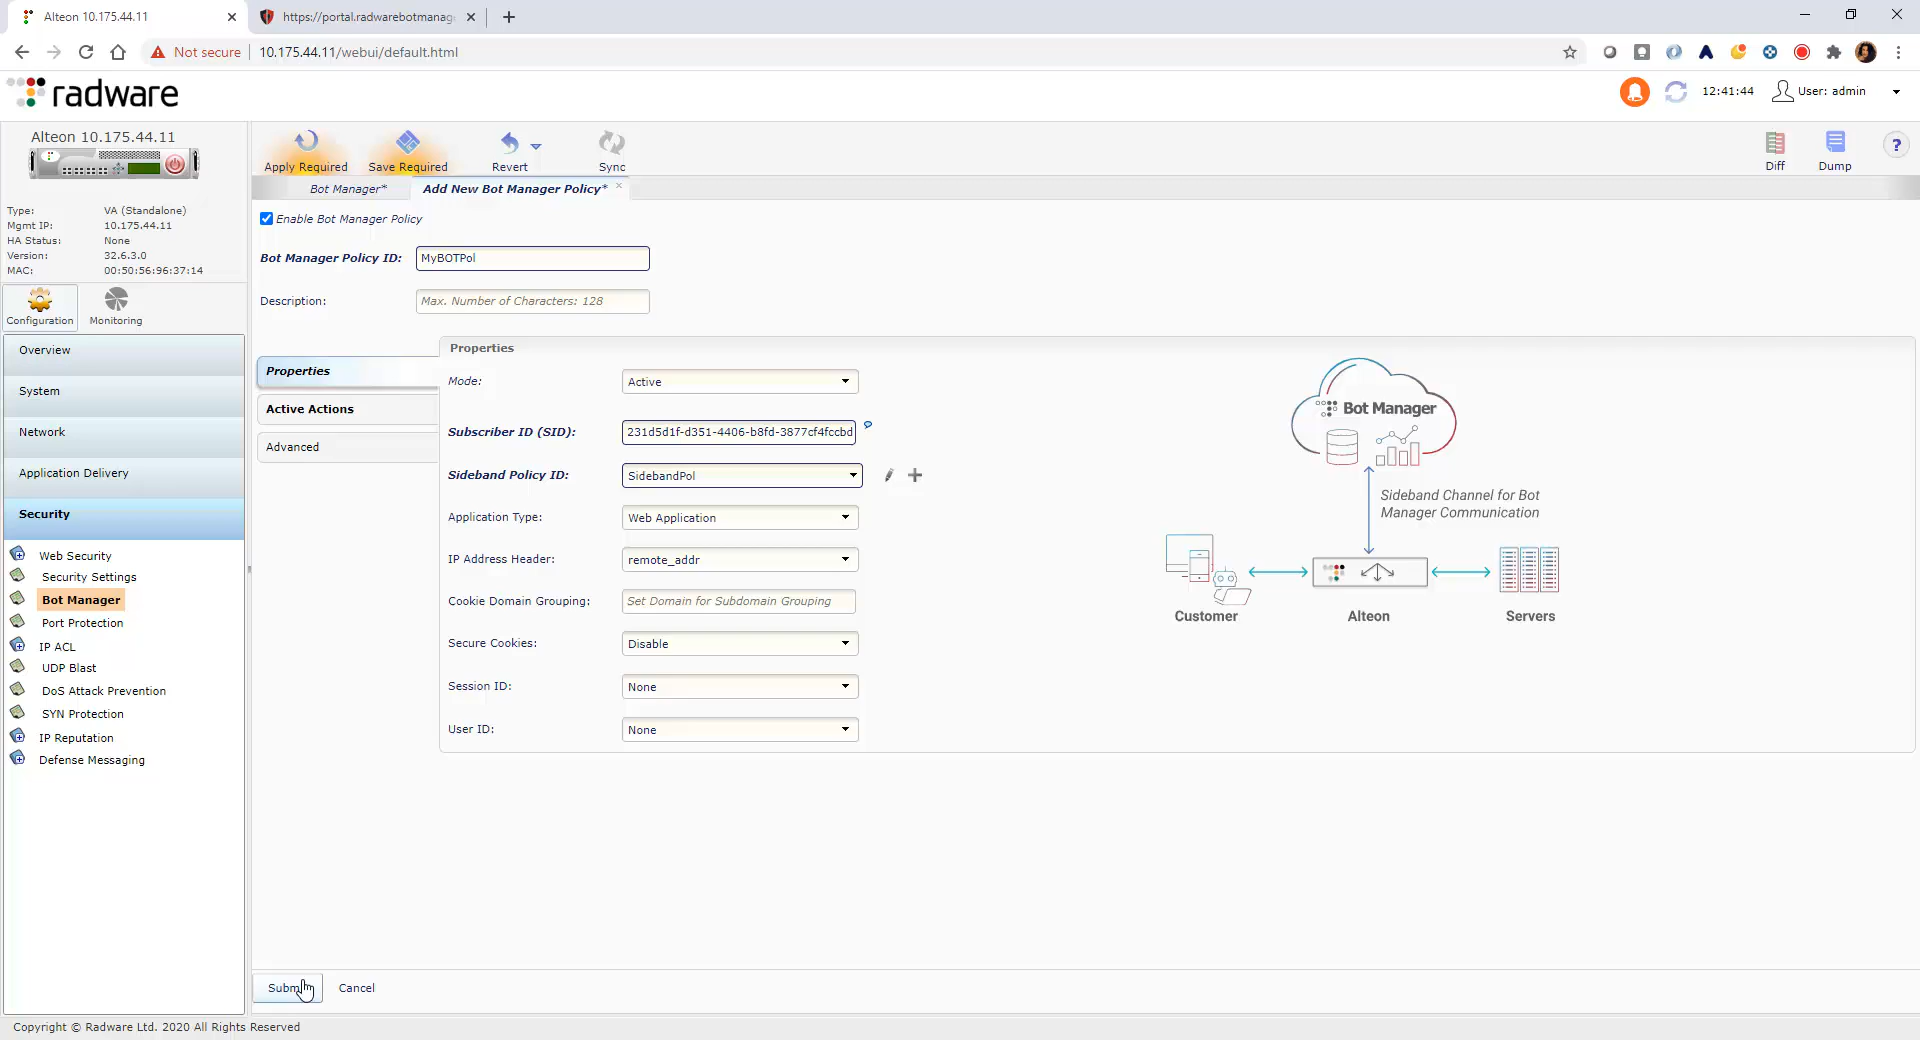 Alteon 10.175.44.11
https://portal.radwarebotmanag
Not secure
10.175.44.11/webui/default.html
radware
12:41:44
User: admin
Alteon 10.175.44.11
Type: VA (Standalone)
Mgmt IP: 10.175.44.11
HA Status: None
Version: 32.6.3.0
MAC: 00:50:56:96:37:14
Configuration
Monitoring
Overview
System
Network
Application Delivery
Security
Web Security
Security Settings
Bot Manager
Port Protection
IP ACL
UDP Blast
DoS Attack Prevention
SYN Protection
IP Reputation
Defense Messaging
Apply Required
Save Required
Revert
Sync
Diff
Dump
?
Bot Manager*
Add New Bot Manager Policy*
Enable Bot Manager Policy
Bot Manager Policy ID: MyBOTPol
Description: Max. Number of Characters: 128
Properties
Active Actions
Advanced
Properties
Mode: Active
Subscriber ID (SID): 231d5d1f-d351-4406-b8fd-3877cf4fccbd
Sideband Policy ID: SidebandPol
Application Type: Web Application
IP Address Header: remote_addr
Cookie Domain Grouping: Set Domain for Subdomain Grouping
Secure Cookies: Disable
Session ID: None
User ID: None
Bot Manager
Sideband Channel for Bot
Manager Communication
Customer
Alteon
Servers
Cancel
Copyright © Radware Ltd. 2020 All Rights Reserved